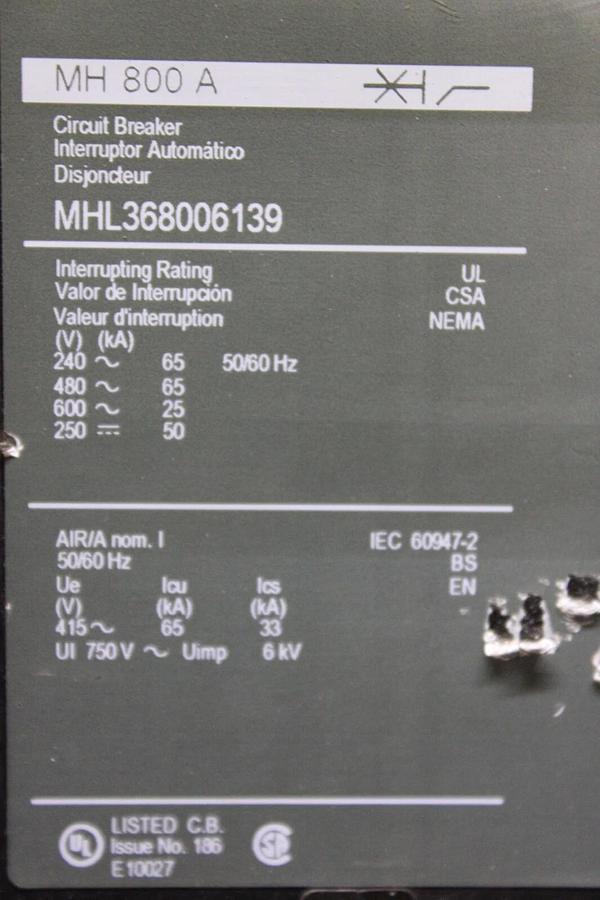 MH 800 A
Circuit Breaker
Interruptor Automático
Disjoncteur
MHL368006139
Interrupting Rating UL
Valor de Interrupción CSA
Valeur d'interruption NEMA
(V) (kA)
240 ~ 65 50/60 Hz
480 ~ 65
600 ~ 25
250 ⎓ 50
AIR/A nom. I IEC 60947-2
50/60 Hz BS
Ue Icu Ics EN
(V) (kA) (kA)
415 ~ 65 33
UI 750 V ~ Uimp 6 kV
LISTED C.B.
UL Issue No. 186 SP
E10027